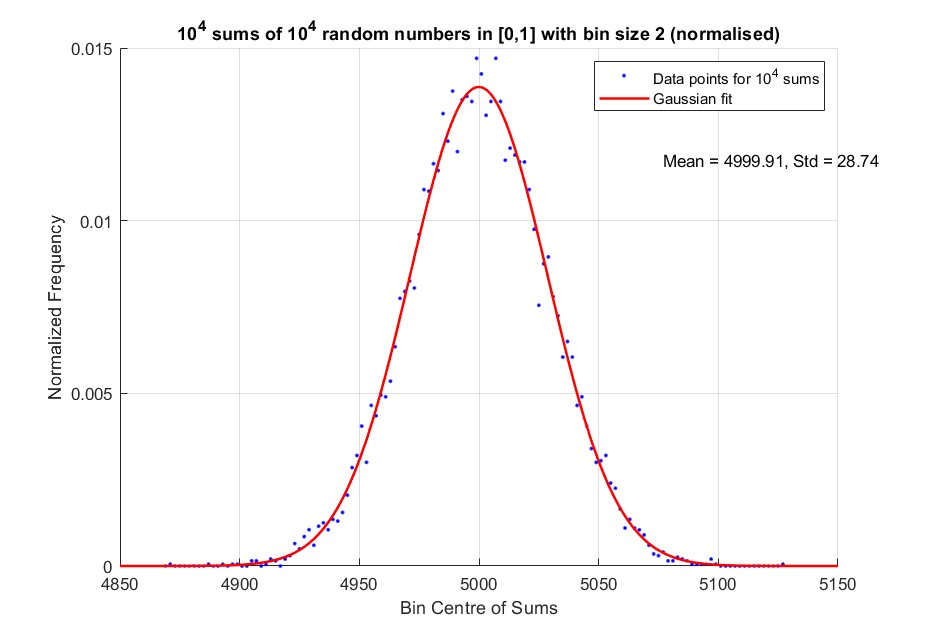 10^4 sums of 10^4 random numbers in [0,1] with bin size 2 (normalised)
0.015
Data points for 10^4 sums
Gaussian fit
Mean = 4999.91, Std = 28.74
0.01
Normalized Frequency
0.005
0
4850 4900 4950 5000 5050 5100 5150
Bin Centre of Sums